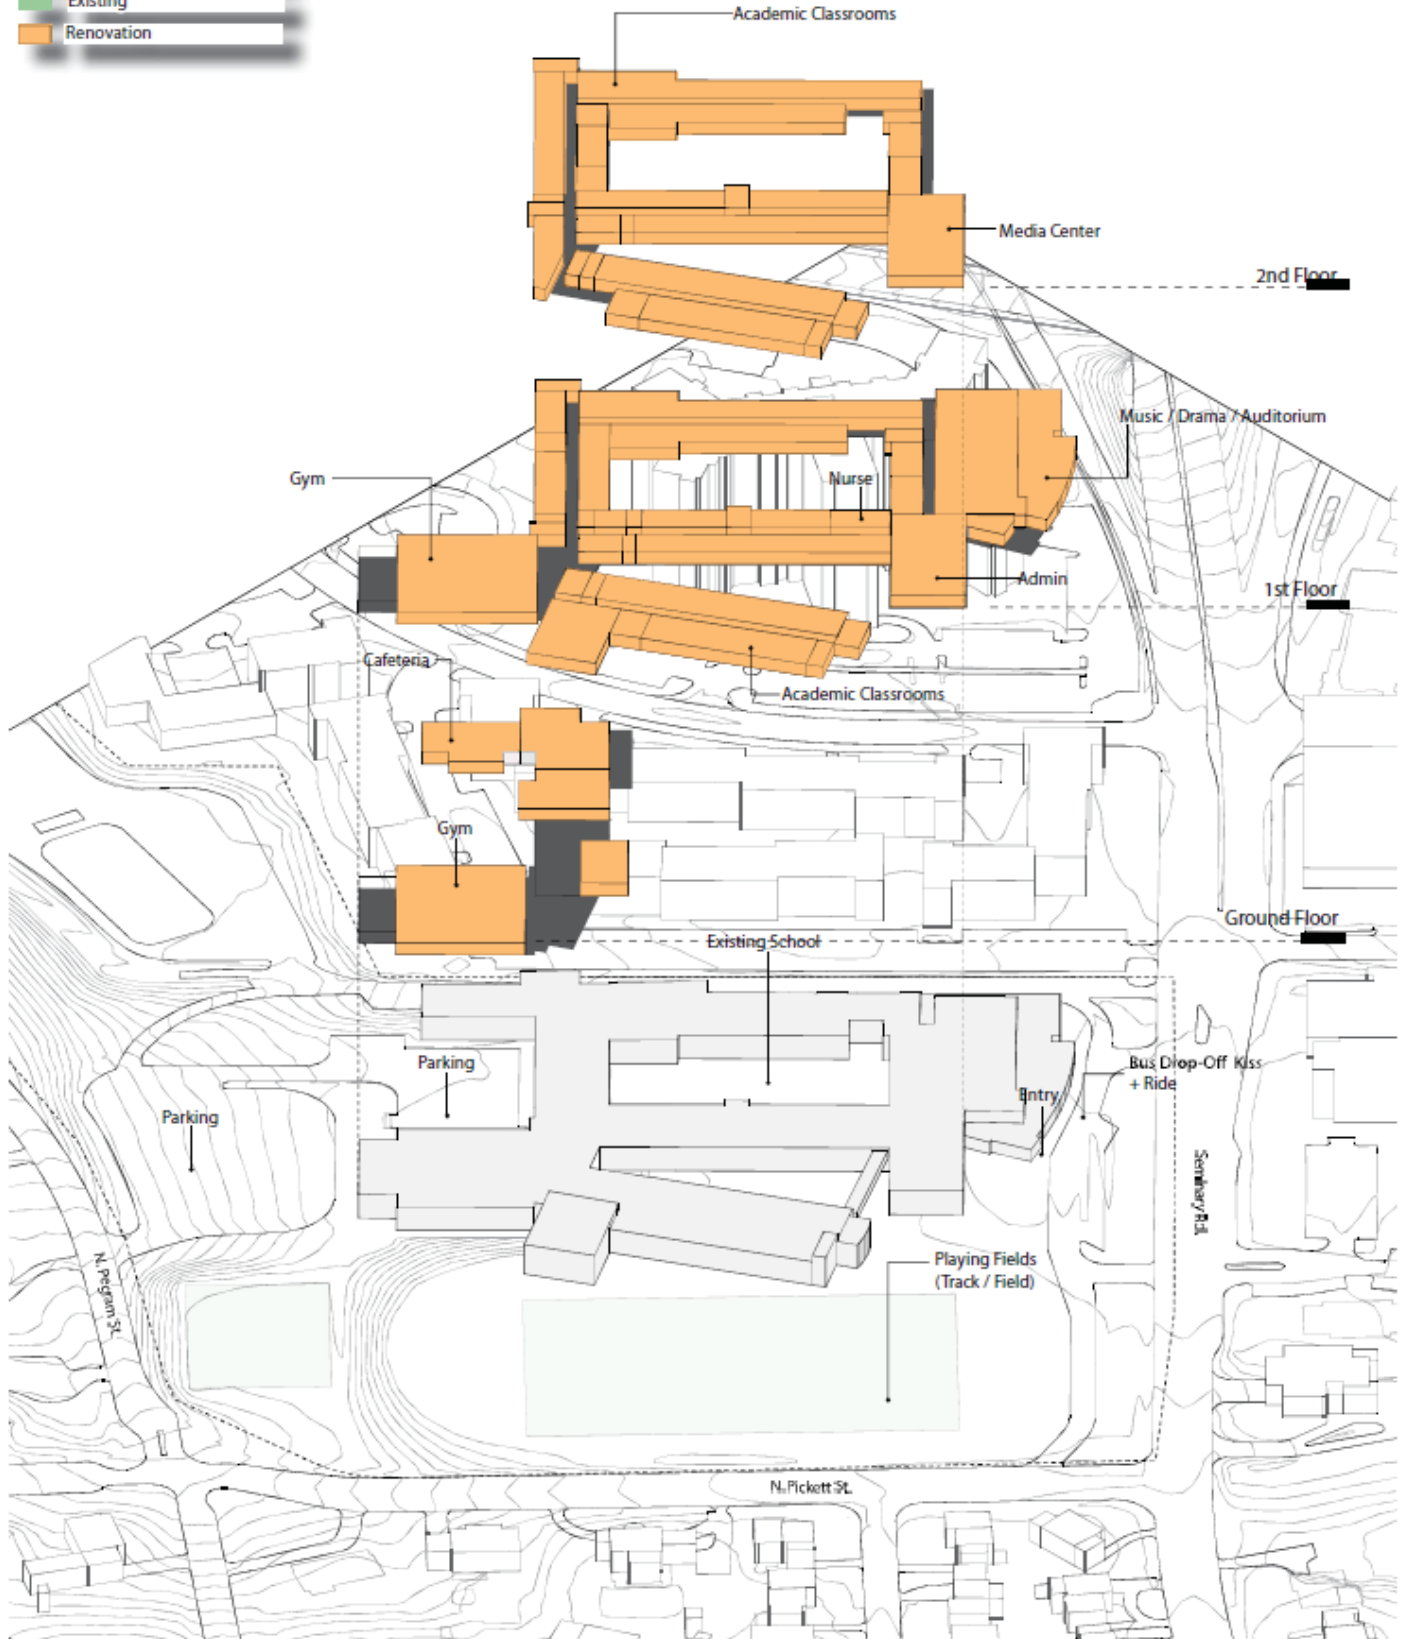 Existing
Renovation
Academic Classrooms
Media Center
2nd Floor
Music / Drama / Auditorium
Gym
Nurse
Admin
1st Floor
Cafeteria
Academic Classrooms
Gym
Ground Floor
Existing School
Parking
Bus Drop-Off Kiss
+ Ride
Entry
Parking
Seminary Rd.
N. Pegram St.
Playing Fields
(Track / Field)
N. Pickett St.